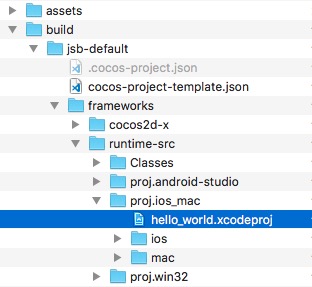 assets
build
jsb-default
.cocos-project.json
cocos-project-template.json
frameworks
cocos2d-x
runtime-src
Classes
proj.android-studio
proj.ios_mac
hello_world.xcodeproj
ios
mac
proj.win32